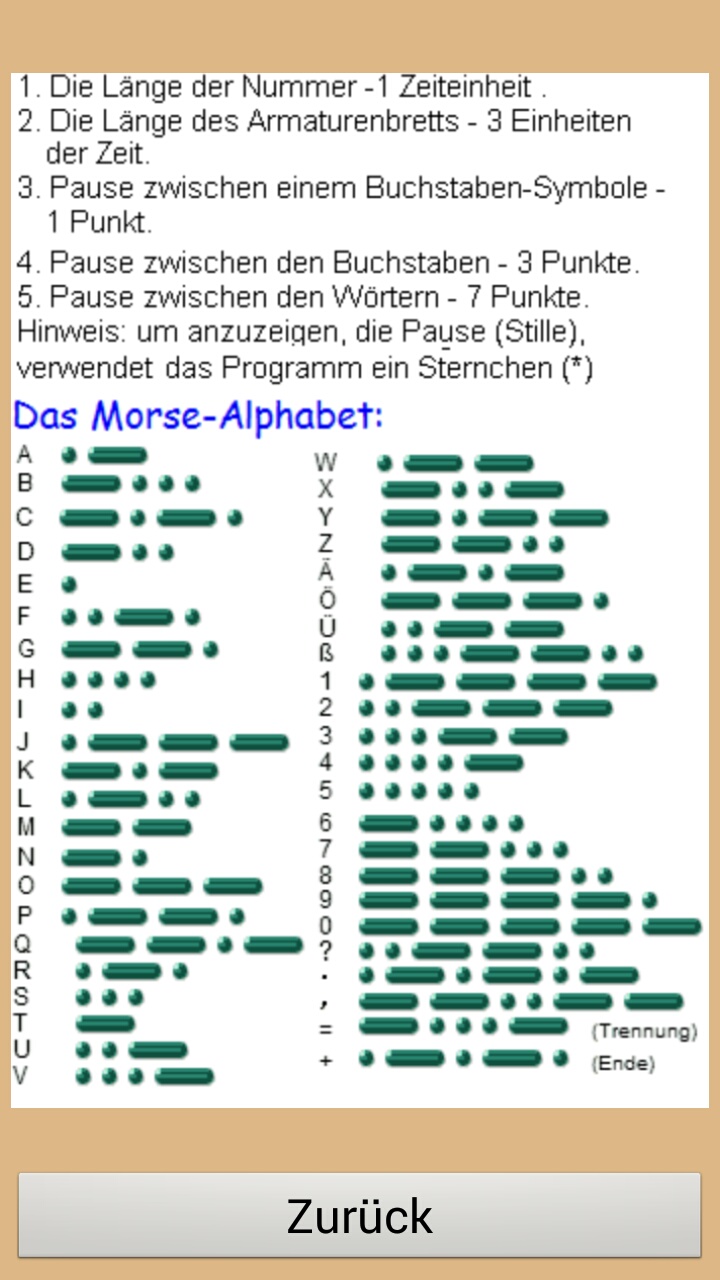 1. Die Länge der Nummer -1 Zeiteinheit .
2. Die Länge des Armaturenbretts - 3 Einheiten
der Zeit.
3. Pause zwischen einem Buchstaben-Symbole -
1 Punkt.
4. Pause zwischen den Buchstaben - 3 Punkte.
5. Pause zwischen den Wörtern - 7 Punkte.
Hinweis: um anzuzeigen, die Pause (Stille),
verwendet das Programm ein Sternchen (*)
Das Morse-Alphabet:
A
B
C
D
E
F
G
H
I
J
K
L
M
N
O
P
Q
R
S
T
U
V
W
X
Y
Z
Ä
Ö
Ü
ß
1
2
3
4
5
6
7
8
9
0
?
.
,
= (Trennung)
+ (Ende)
Zurück